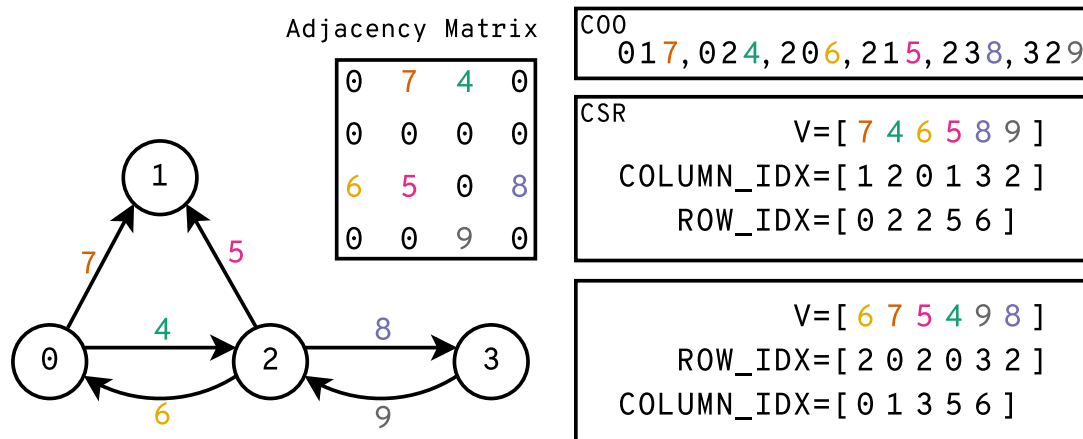 Adjacency Matrix
0 7 4 0
0 0 0 0
6 5 0 8
0 0 9 0
1
7
5
0
4
2
8
3
6
9
COO
017,024,206,215,238,329
CSR
V=[ 7 4 6 5 8 9 ]
COLUMN_IDX=[ 1 2 0 1 3 2 ]
ROW_IDX=[ 0 2 2 5 6 ]
V=[ 6 7 5 4 9 8 ]
ROW_IDX=[ 2 0 2 0 3 2 ]
COLUMN_IDX=[ 0 1 3 5 6 ]